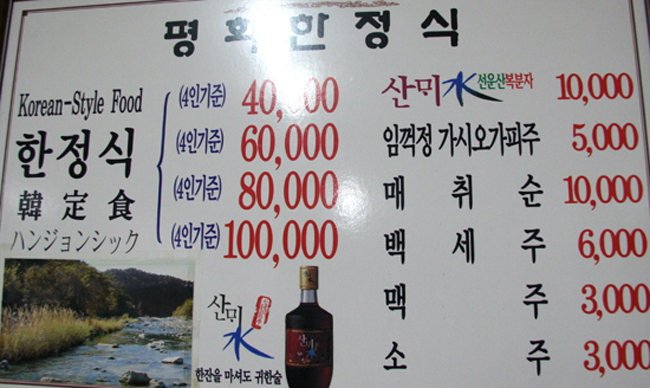 평화한정식
Korean-Style Food
한정식
韓定食
ハンジョンシック
(4인기준) 40,000
(4인기준) 60,000
(4인기준) 80,000
(4인기준) 100,000
산미水 선운산복분자 10,000
임꺽정 가시오가피주 5,000
매취순 10,000
백세주 6,000
맥주 3,000
소주 3,000
산미水
한잔을 마셔도 귀한술
산미水